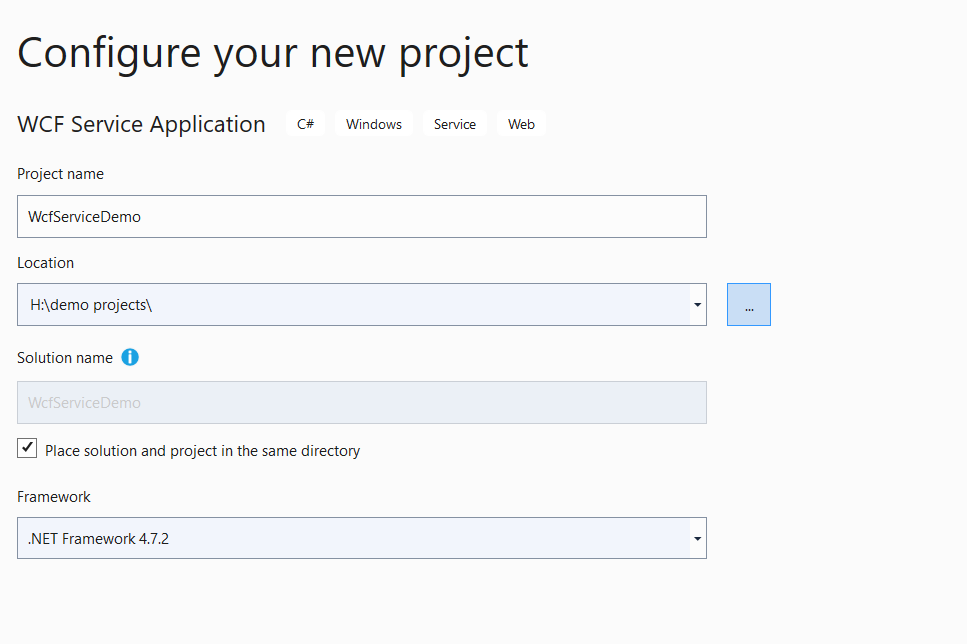 Configure your new project
WCF Service Application C# Windows Service Web
Project name
WcfServiceDemo
Location
H:\demo projects\
...
Solution name
WcfServiceDemo
Place solution and project in the same directory
Framework
.NET Framework 4.7.2